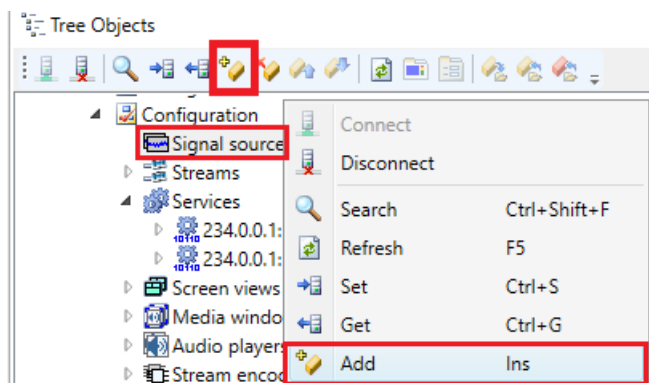 Tree Objects
Configuration
Signal source
Streams
Services
234.0.0.1:
234.0.0.1:
Screen views
Media windo
Audio players
Stream encod
Connect
Disconnect
Search Ctrl+Shift+F
Refresh F5
Set Ctrl+S
Get Ctrl+G
Add Ins